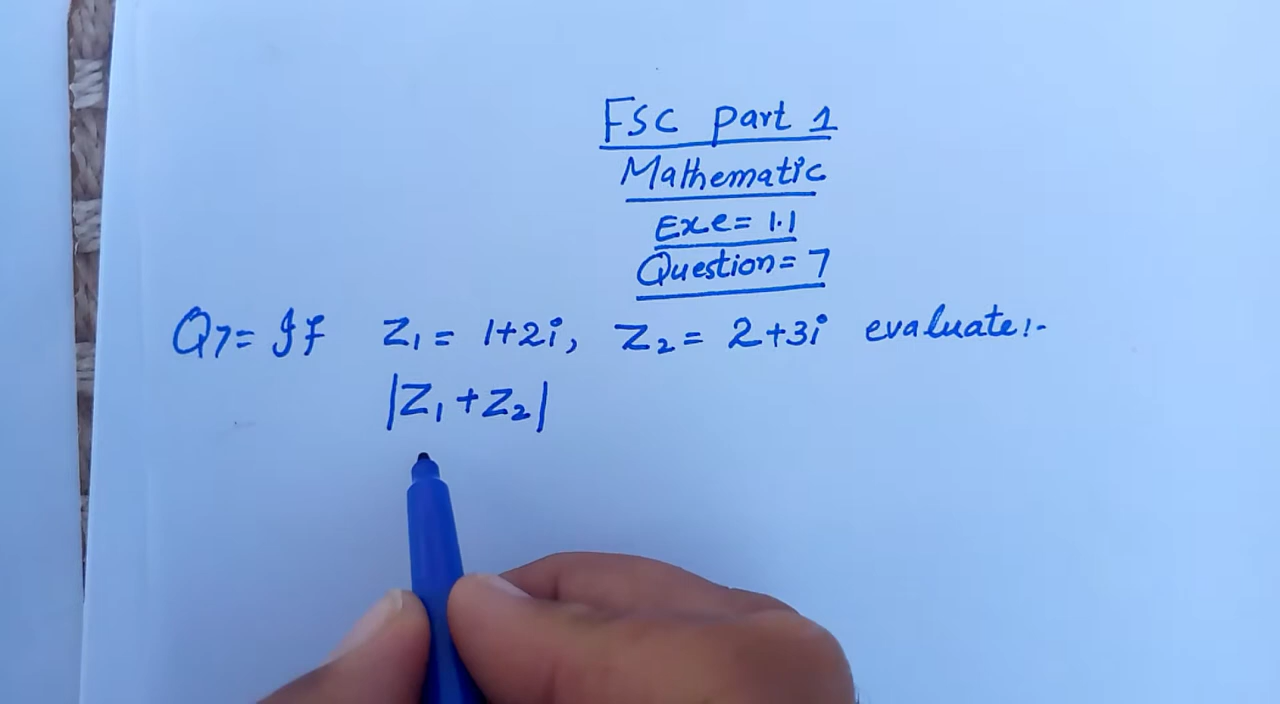 FSC part 1
Mathematic
Exe = 1.1
Question = 7
Q7= If Z₁ = 1+2i, Z₂ = 2+3i evaluate:-
|Z₁ + Z₂|